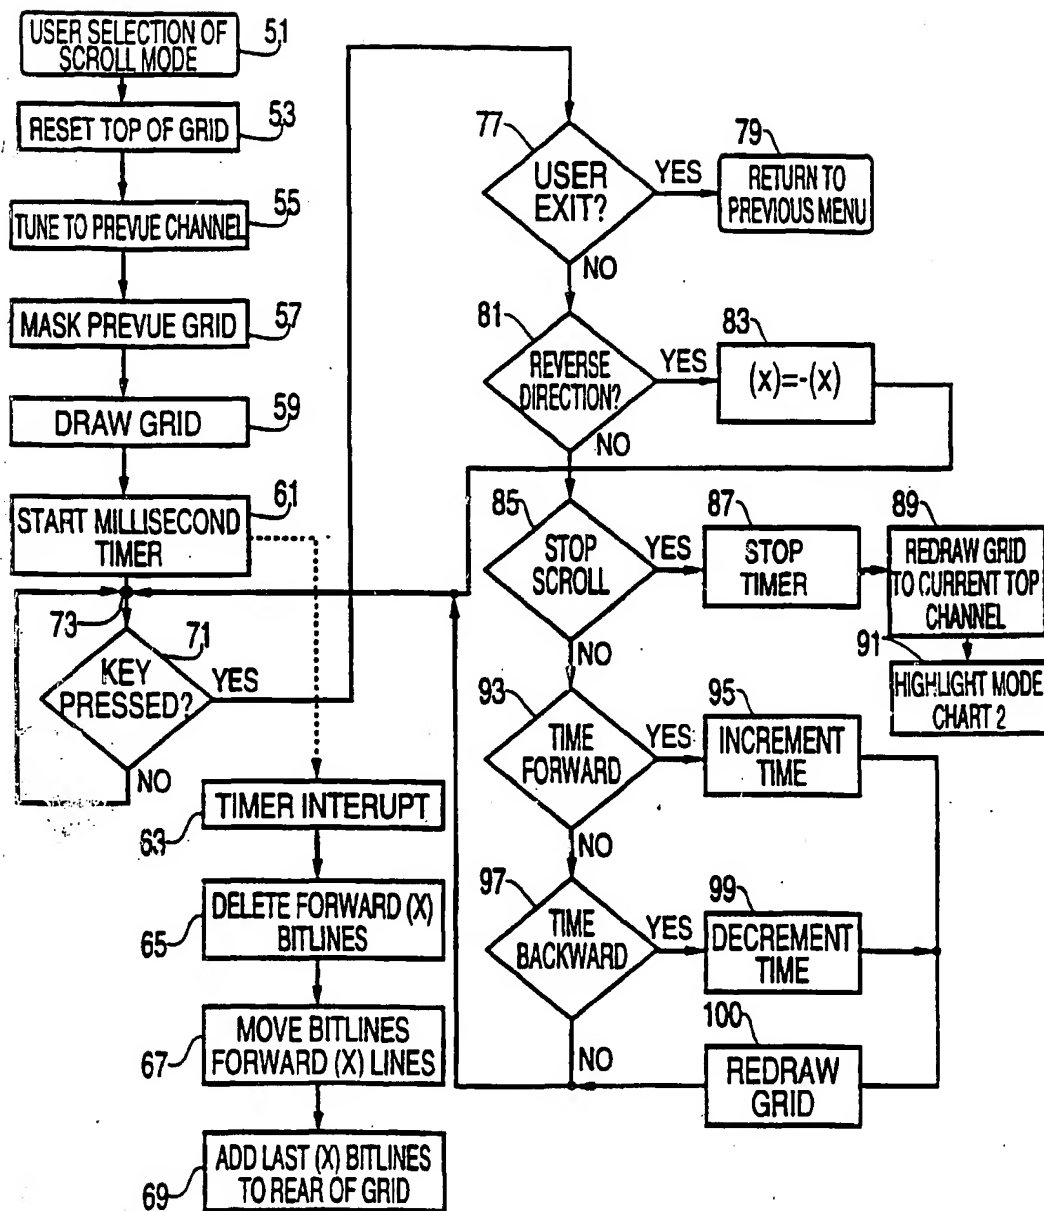 USER SELECTION OF
SCROLL MODE
51
RESET TOP OF GRID
53
TUNE TO PREVUE CHANNEL
55
MASK PREVUE GRID
57
DRAW GRID
59
START MILLISECOND
TIMER
61
73
71
KEY
PRESSED?
YES
NO
TIMER INTERUPT
63
DELETE FORWARD (X)
BITLINES
65
MOVE BITLINES
FORWARD (X) LINES
67
ADD LAST (X) BITLINES
TO REAR OF GRID
69
77
USER
EXIT?
YES
NO
79
RETURN TO
PREVIOUS MENU
81
REVERSE
DIRECTION?
YES
NO
83
(x)=-(x)
85
STOP
SCROLL
YES
NO
87
STOP
TIMER
89
REDRAW GRID
TO CURRENT TOP
CHANNEL
91
HIGHLIGHT MODE
CHART 2
93
TIME
FORWARD
YES
NO
95
INCREMENT
TIME
97
TIME
BACKWARD
YES
NO
99
DECREMENT
TIME
100
REDRAW
GRID